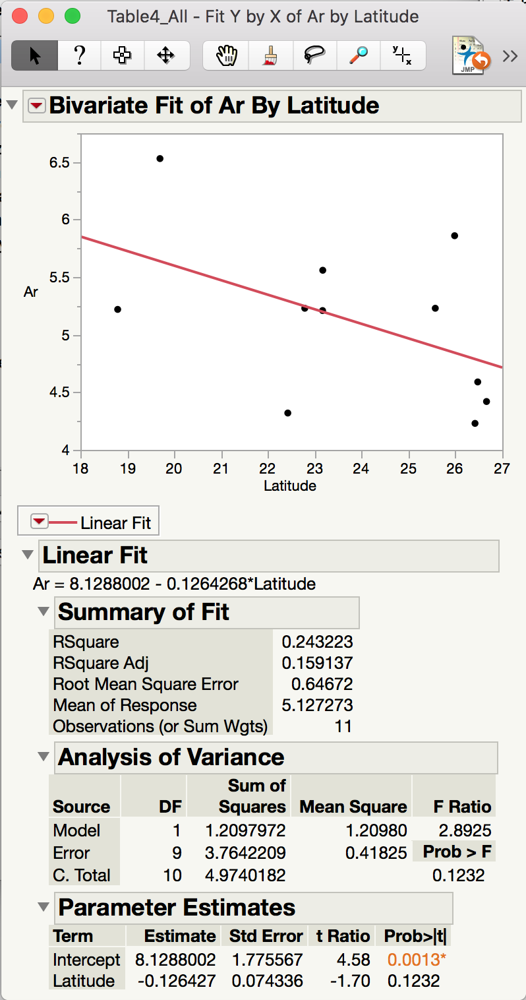 Table4_All - Fit Y by X of Ar by Latitude
? y x JMP
Bivariate Fit of Ar By Latitude
6.5
6
5.5
Ar
5
4.5
4
18 19 20 21 22 23 24 25 26 27
Latitude
Linear Fit
Linear Fit
Ar = 8.1288002 - 0.1264268*Latitude
Summary of Fit
RSquare 0.243223
RSquare Adj 0.159137
Root Mean Square Error 0.64672
Mean of Response 5.127273
Observations (or Sum Wgts) 11
Analysis of Variance
Source DF Sum of Squares Mean Square F Ratio
Model 1 1.2097972 1.20980 2.8925
Error 9 3.7642209 0.41825 Prob > F
C. Total 10 4.9740182 0.1232
Parameter Estimates
Term Estimate Std Error t Ratio Prob>|t|
Intercept 8.1288002 1.775567 4.58 0.0013*
Latitude -0.126427 0.074336 -1.70 0.1232